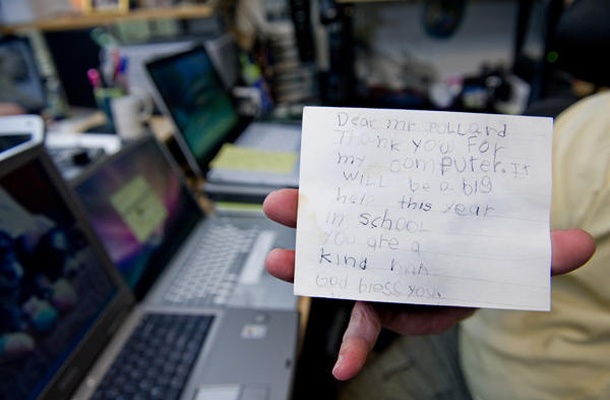 Dear mr pollard
Thank you for
my computer. It
will be a big
help this year
in school
you are a
kind man
God bless you.